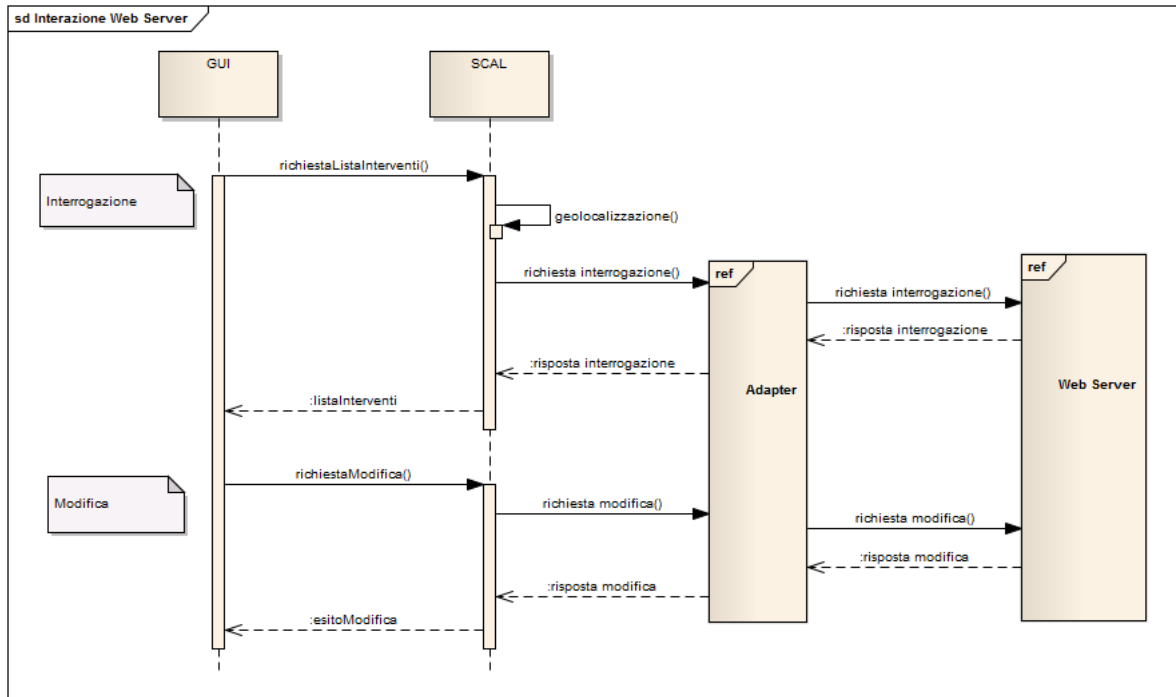 sd Interazione Web Server
GUI
SCAL
richiestaListaInterventi()
Interrogazione
geolocalizzazione()
richiesta interrogazione()
ref
ref
richiesta interrogazione()
:risposta interrogazione
:risposta interrogazione
Adapter
Web Server
:listaInterventi
richiestaModifica()
Modifica
richiesta modifica()
richiesta modifica()
:risposta modifica
:risposta modifica
:esitoModifica